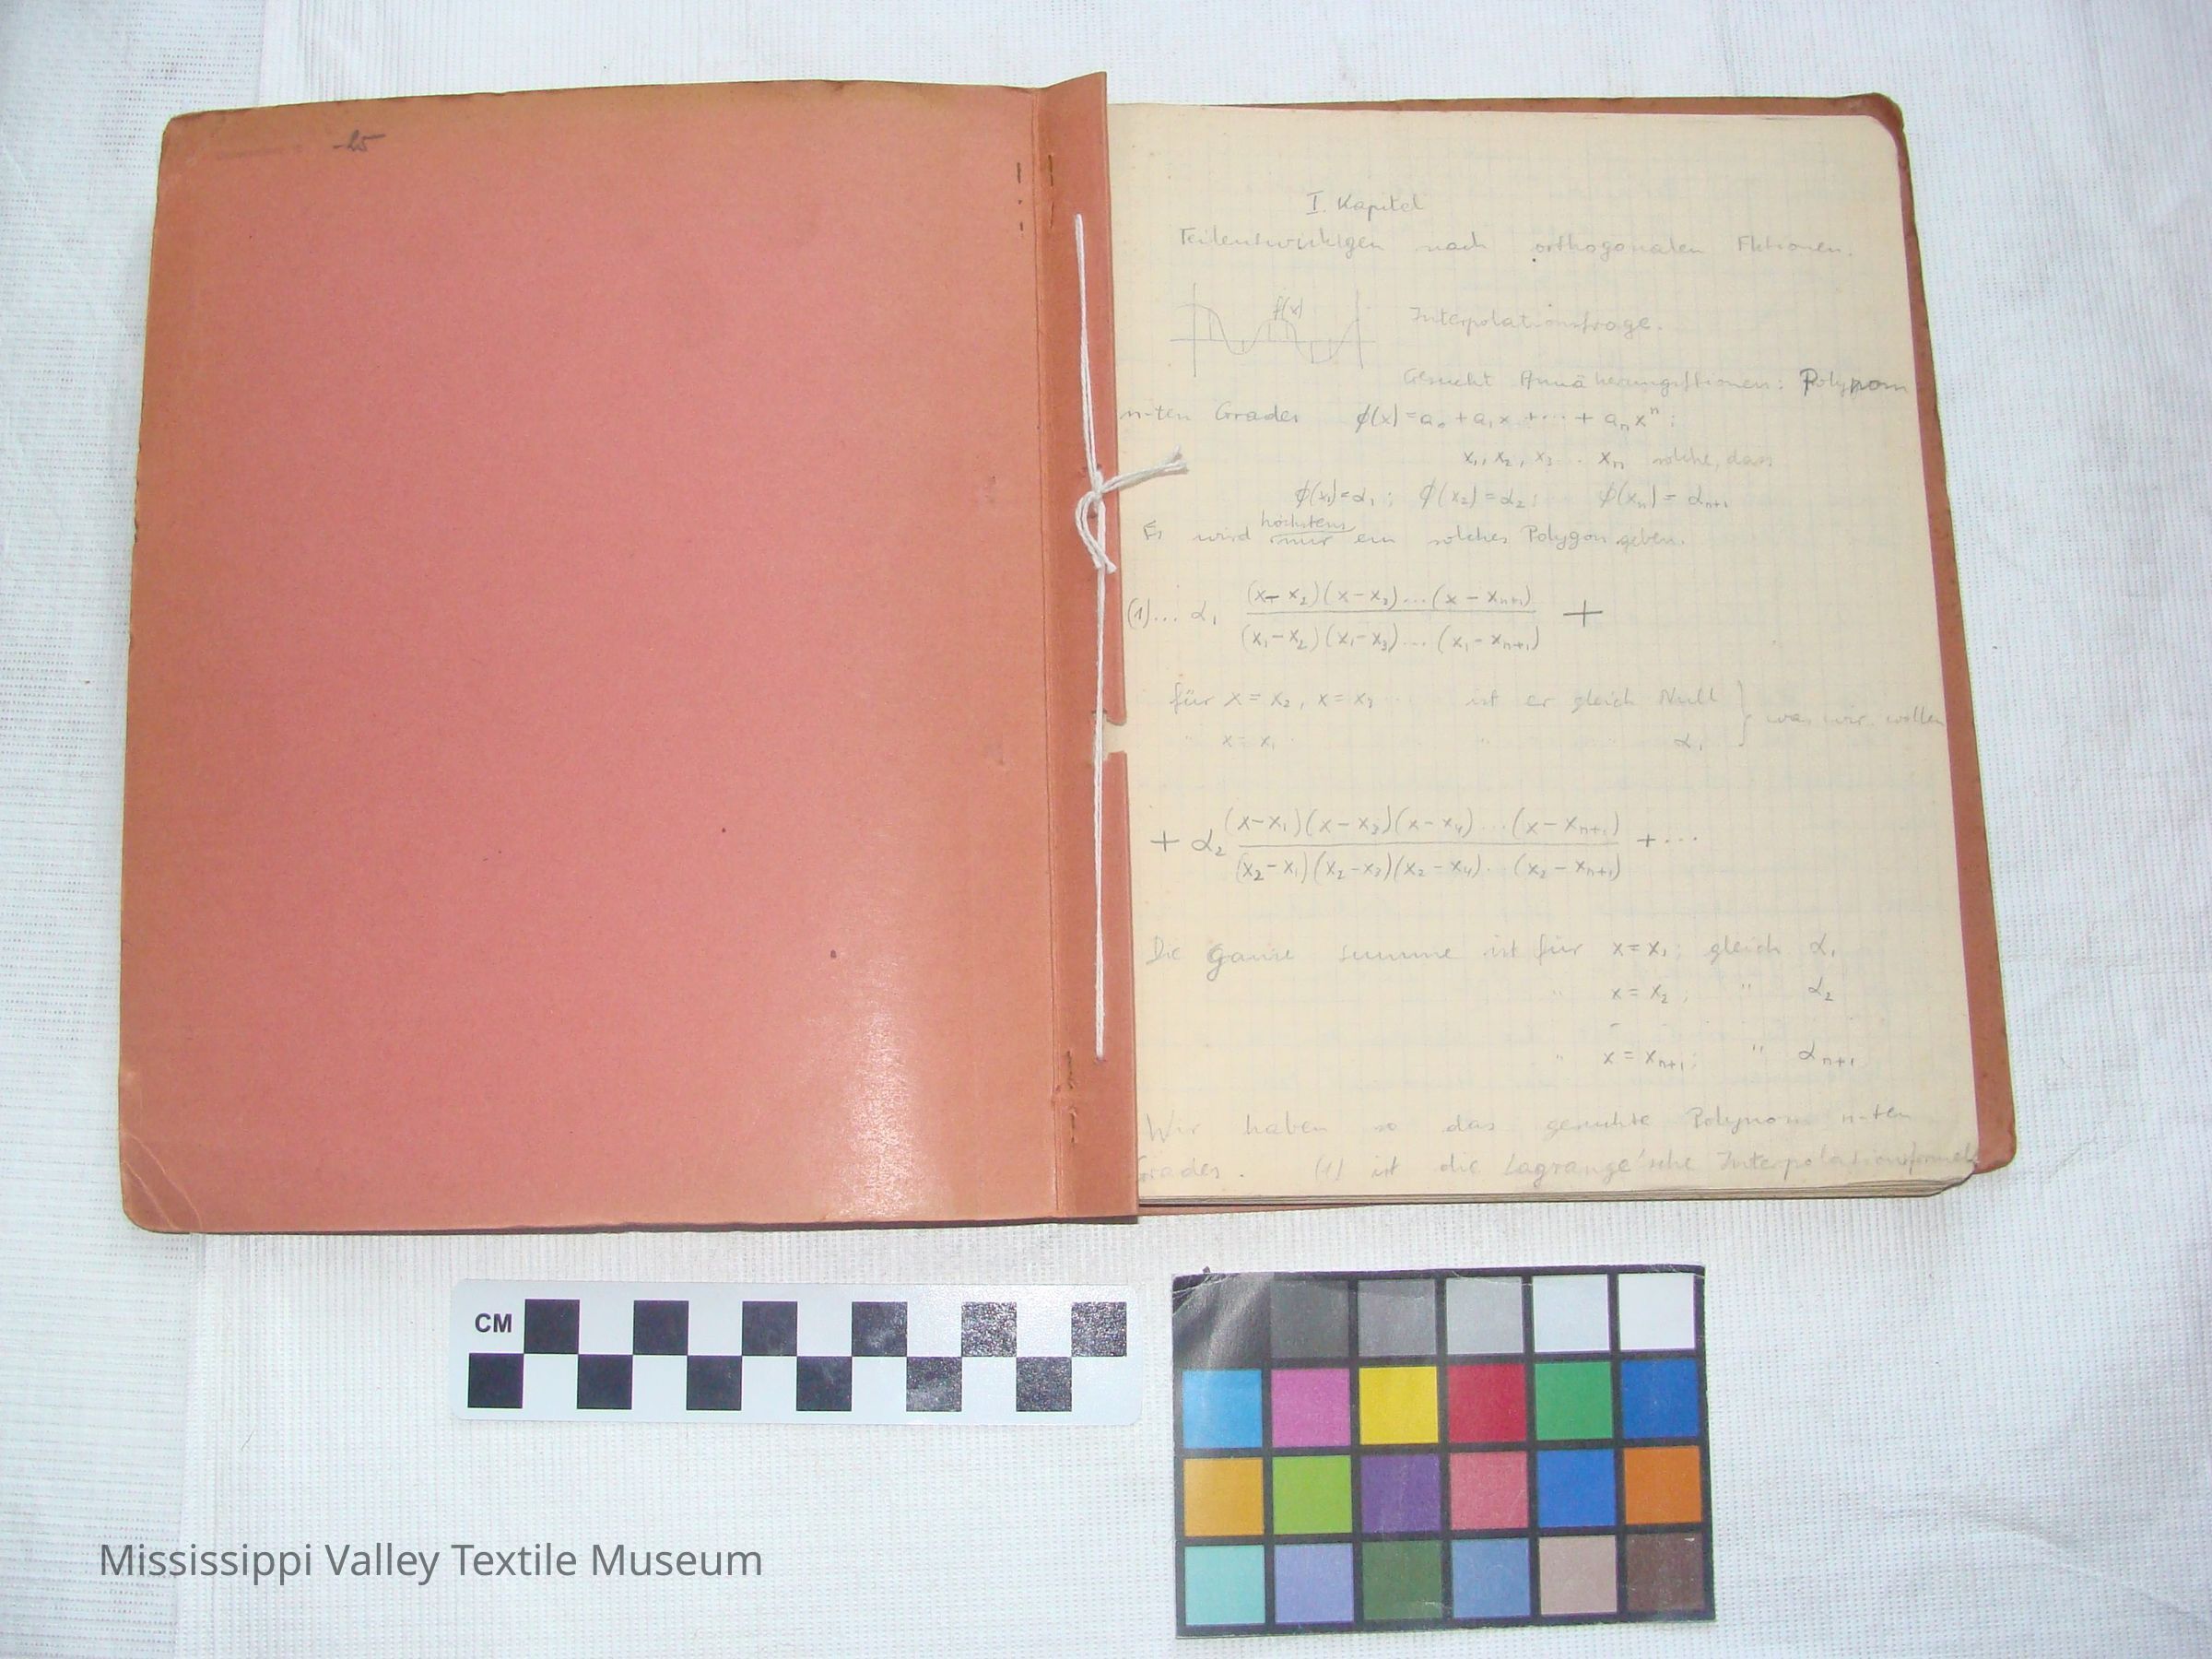 25
I. Kapitel
nach orthogonalen Fktionen.
f(x)
Interpolationsfrage.
Gesucht Annäherungsfktionen: Polynom
n-ten Grades ϕ(x) = a₀ + a₁x + ... + aₙxⁿ ;
x₁, x₂, x₃ ... xₙ solche, dass
ϕ(x₁) = α₁ ; ϕ(x₂) = α₂ ; ϕ(xₙ) = αₙ₊₁
höchstens
Es wird nur ein solches Polygon geben.
(1)... α₁ (x - x₂)(x - x₃)...(x - xₙ₊₁) / (x₁ - x₂)(x₁ - x₃)...(x₁ - xₙ₊₁) +
für x = x₂, x = x₃ ... ist er gleich Null } was wir wollen
" x = x₁ " α₁
+ α₂ (x - x₁)(x - x₃)(x - x₄)...(x - xₙ₊₁) / (x₂ - x₁)(x₂ - x₃)(x₂ - x₄)...(x₂ - xₙ₊₁) + ...
Die ganze Summe ist für x = x₁ ; gleich α₁
" x = x₂ ; " α₂
" x = xₙ₊₁ ; " αₙ₊₁
Wir haben so das gesuchte Polynom n-ten
Grades. (1) ist die Lagrange'sche Interpolationsformel
CM
Mississippi Valley Textile Museum